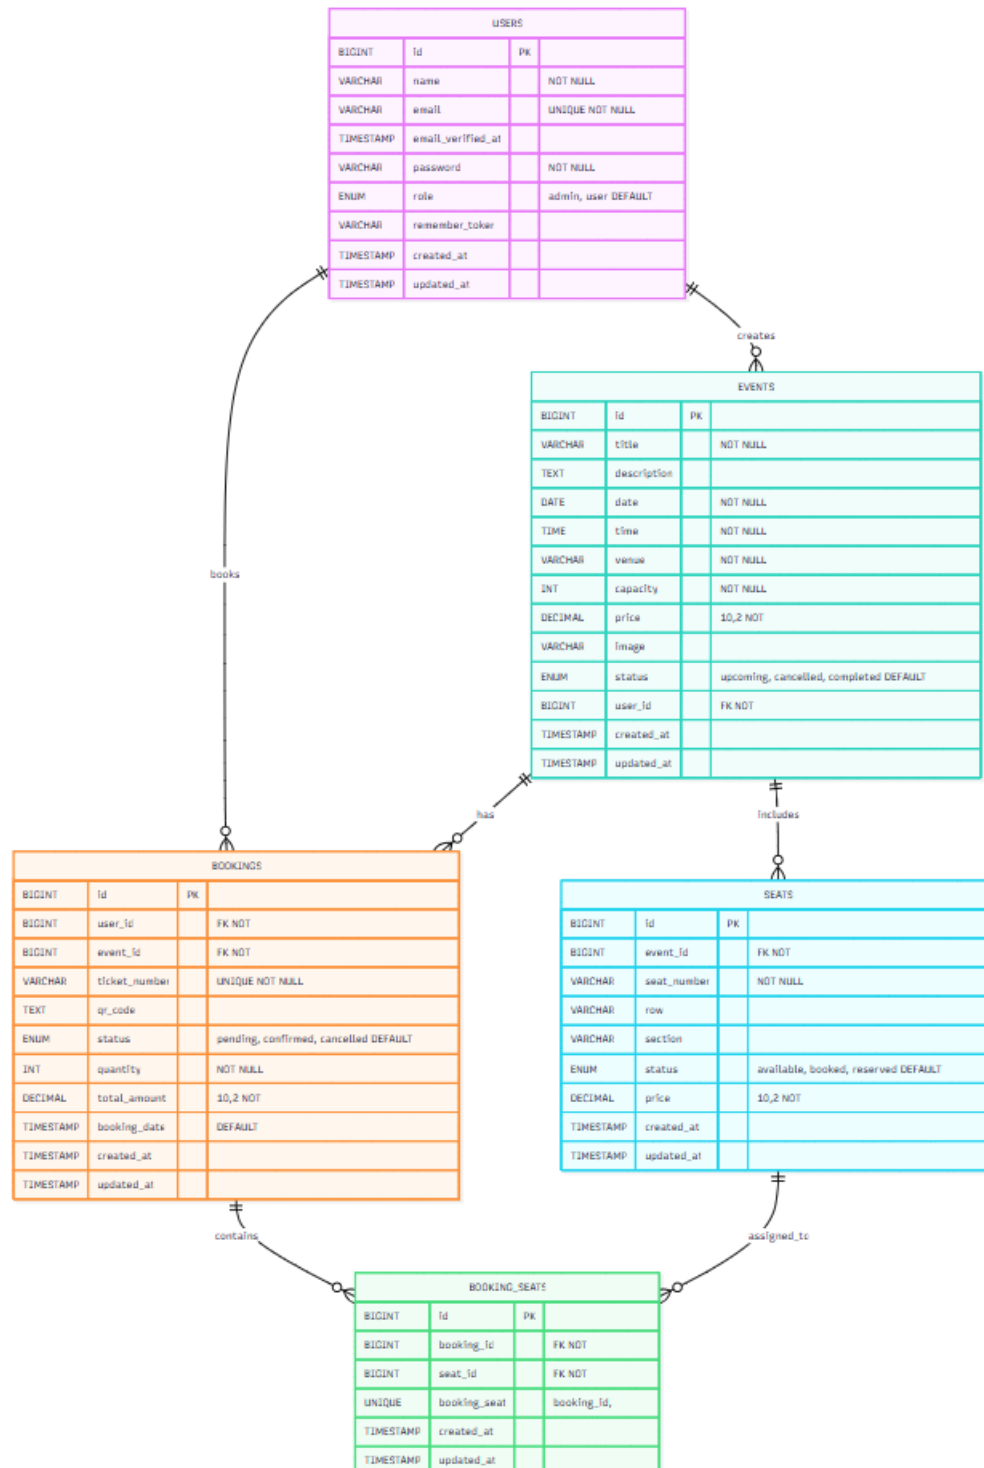 USERS
BIGINT id PK
VARCHAR name NOT NULL
VARCHAR email UNIQUE NOT NULL
TIMESTAMP email_verified_at
VARCHAR password NOT NULL
ENUM role admin, user DEFAULT
VARCHAR remember_token
TIMESTAMP created_at
TIMESTAMP updated_at
creates
EVENTS
BIGINT id PK
VARCHAR title NOT NULL
TEXT description
DATE date NOT NULL
TIME time NOT NULL
VARCHAR venue NOT NULL
INT capacity NOT NULL
DECIMAL price 10,2 NOT
VARCHAR image
ENUM status upcoming, cancelled, completed DEFAULT
BIGINT user_id FK NOT
TIMESTAMP created_at
TIMESTAMP updated_at
books
has
includes
BOOKINGS
BIGINT id PK
BIGINT user_id FK NOT
BIGINT event_id FK NOT
VARCHAR ticket_number UNIQUE NOT NULL
TEXT qr_code
ENUM status pending, confirmed, cancelled DEFAULT
INT quantity NOT NULL
DECIMAL total_amount 10,2 NOT
TIMESTAMP booking_date DEFAULT
TIMESTAMP created_at
TIMESTAMP updated_at
SEATS
BIGINT id PK
BIGINT event_id FK NOT
VARCHAR seat_number NOT NULL
VARCHAR row
VARCHAR section
ENUM status available, booked, reserved DEFAULT
DECIMAL price 10,2 NOT
TIMESTAMP created_at
TIMESTAMP updated_at
contains
assigned_to
BOOKING_SEATS
BIGINT id PK
BIGINT booking_id FK NOT
BIGINT seat_id FK NOT
UNIQUE booking_seat booking_id,
TIMESTAMP created_at
TIMESTAMP updated_at